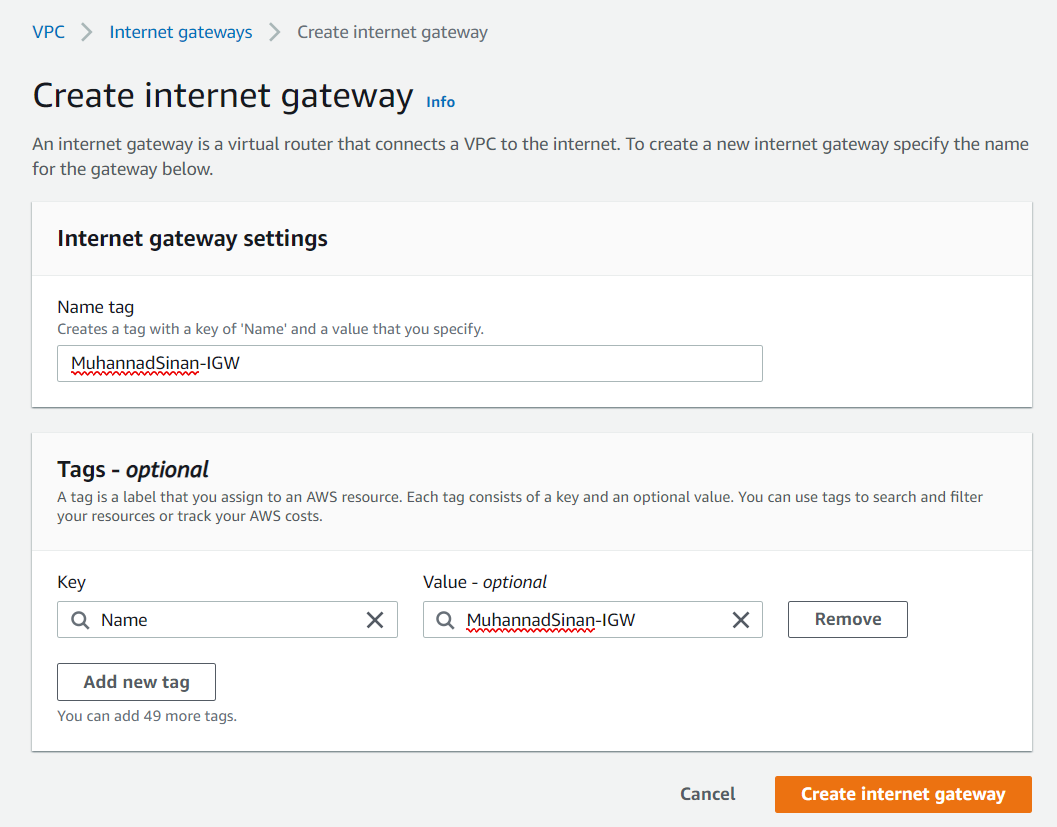 VPC > Internet gateways > Create internet gateway
Create internet gateway Info
An internet gateway is a virtual router that connects a VPC to the internet. To create a new internet gateway specify the name
for the gateway below.
Internet gateway settings
Name tag
Creates a tag with a key of 'Name' and a value that you specify.
MuhannadSinan-IGW
Tags - optional
A tag is a label that you assign to an AWS resource. Each tag consists of a key and an optional value. You can use tags to search and filter
your resources or track your AWS costs.
Key Value - optional
Name MuhannadSinan-IGW Remove
Add new tag
You can add 49 more tags.
Cancel Create internet gateway